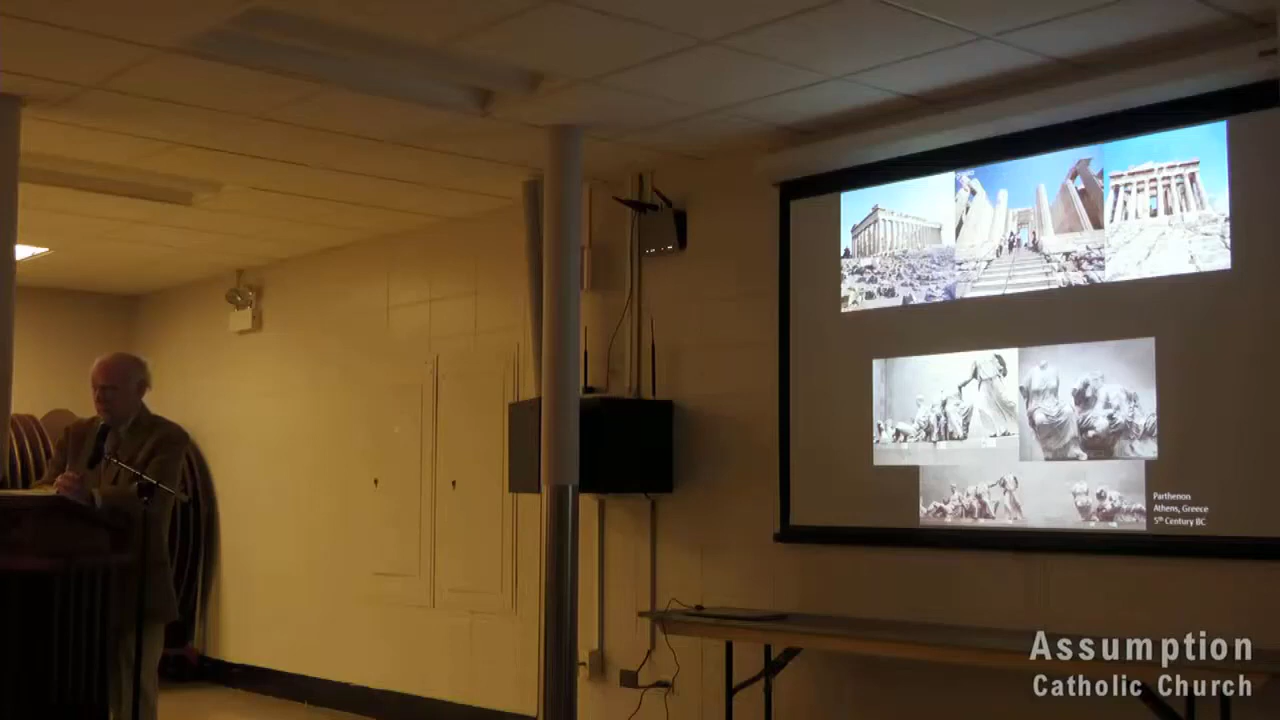 Parthenon
Athens, Greece
5th Century BC
Assumption
Catholic Church